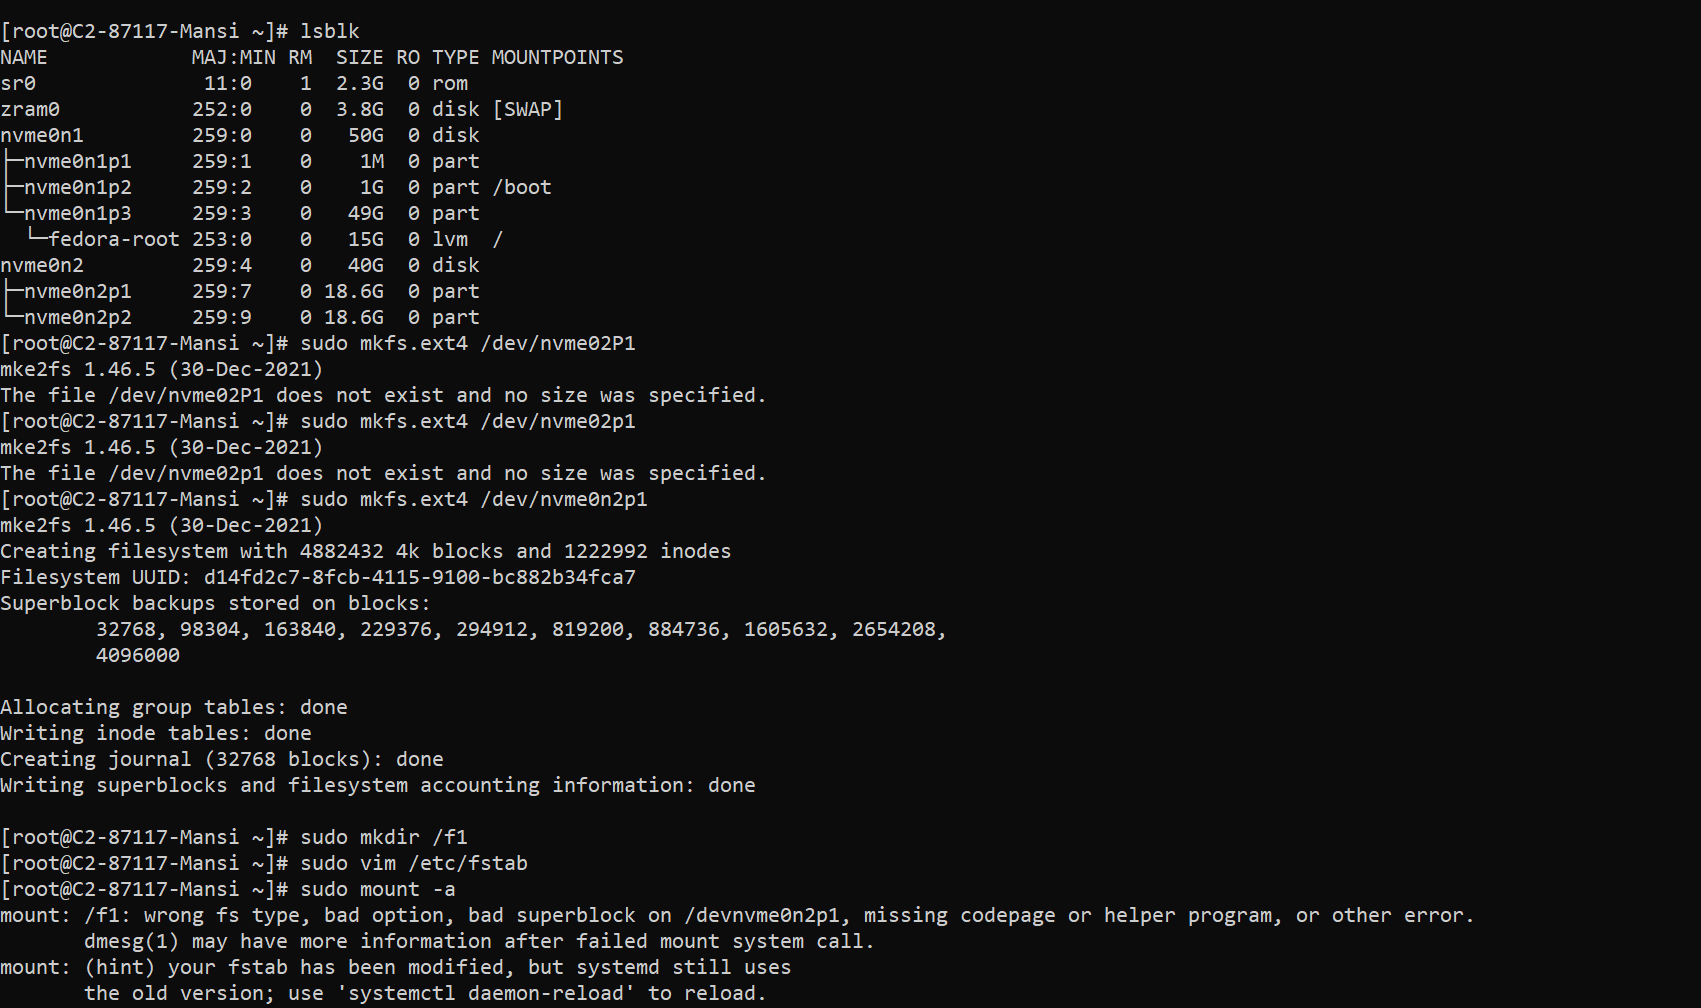 [root@C2-87117-Mansi ~]# lsblk
NAME            MAJ:MIN RM  SIZE RO TYPE MOUNTPOINTS
sr0              11:0    1  2.3G  0 rom
zram0           252:0    0  3.8G  0 disk [SWAP]
nvme0n1         259:0    0   50G  0 disk
├─nvme0n1p1     259:1    0    1M  0 part
├─nvme0n1p2     259:2    0    1G  0 part /boot
└─nvme0n1p3     259:3    0   49G  0 part
  └─fedora-root 253:0    0   15G  0 lvm  /
nvme0n2         259:4    0   40G  0 disk
├─nvme0n2p1     259:7    0 18.6G  0 part
└─nvme0n2p2     259:9    0 18.6G  0 part
[root@C2-87117-Mansi ~]# sudo mkfs.ext4 /dev/nvme02P1
mke2fs 1.46.5 (30-Dec-2021)
The file /dev/nvme02P1 does not exist and no size was specified.
[root@C2-87117-Mansi ~]# sudo mkfs.ext4 /dev/nvme02p1
mke2fs 1.46.5 (30-Dec-2021)
The file /dev/nvme02p1 does not exist and no size was specified.
[root@C2-87117-Mansi ~]# sudo mkfs.ext4 /dev/nvme0n2p1
mke2fs 1.46.5 (30-Dec-2021)
Creating filesystem with 4882432 4k blocks and 1222992 inodes
Filesystem UUID: d14fd2c7-8fcb-4115-9100-bc882b34fca7
Superblock backups stored on blocks:
        32768, 98304, 163840, 229376, 294912, 819200, 884736, 1605632, 2654208,
        4096000
Allocating group tables: done
Writing inode tables: done
Creating journal (32768 blocks): done
Writing superblocks and filesystem accounting information: done
[root@C2-87117-Mansi ~]# sudo mkdir /f1
[root@C2-87117-Mansi ~]# sudo vim /etc/fstab
[root@C2-87117-Mansi ~]# sudo mount -a
mount: /f1: wrong fs type, bad option, bad superblock on /devnvme0n2p1, missing codepage or helper program, or other error.
       dmesg(1) may have more information after failed mount system call.
mount: (hint) your fstab has been modified, but systemd still uses
       the old version; use 'systemctl daemon-reload' to reload.